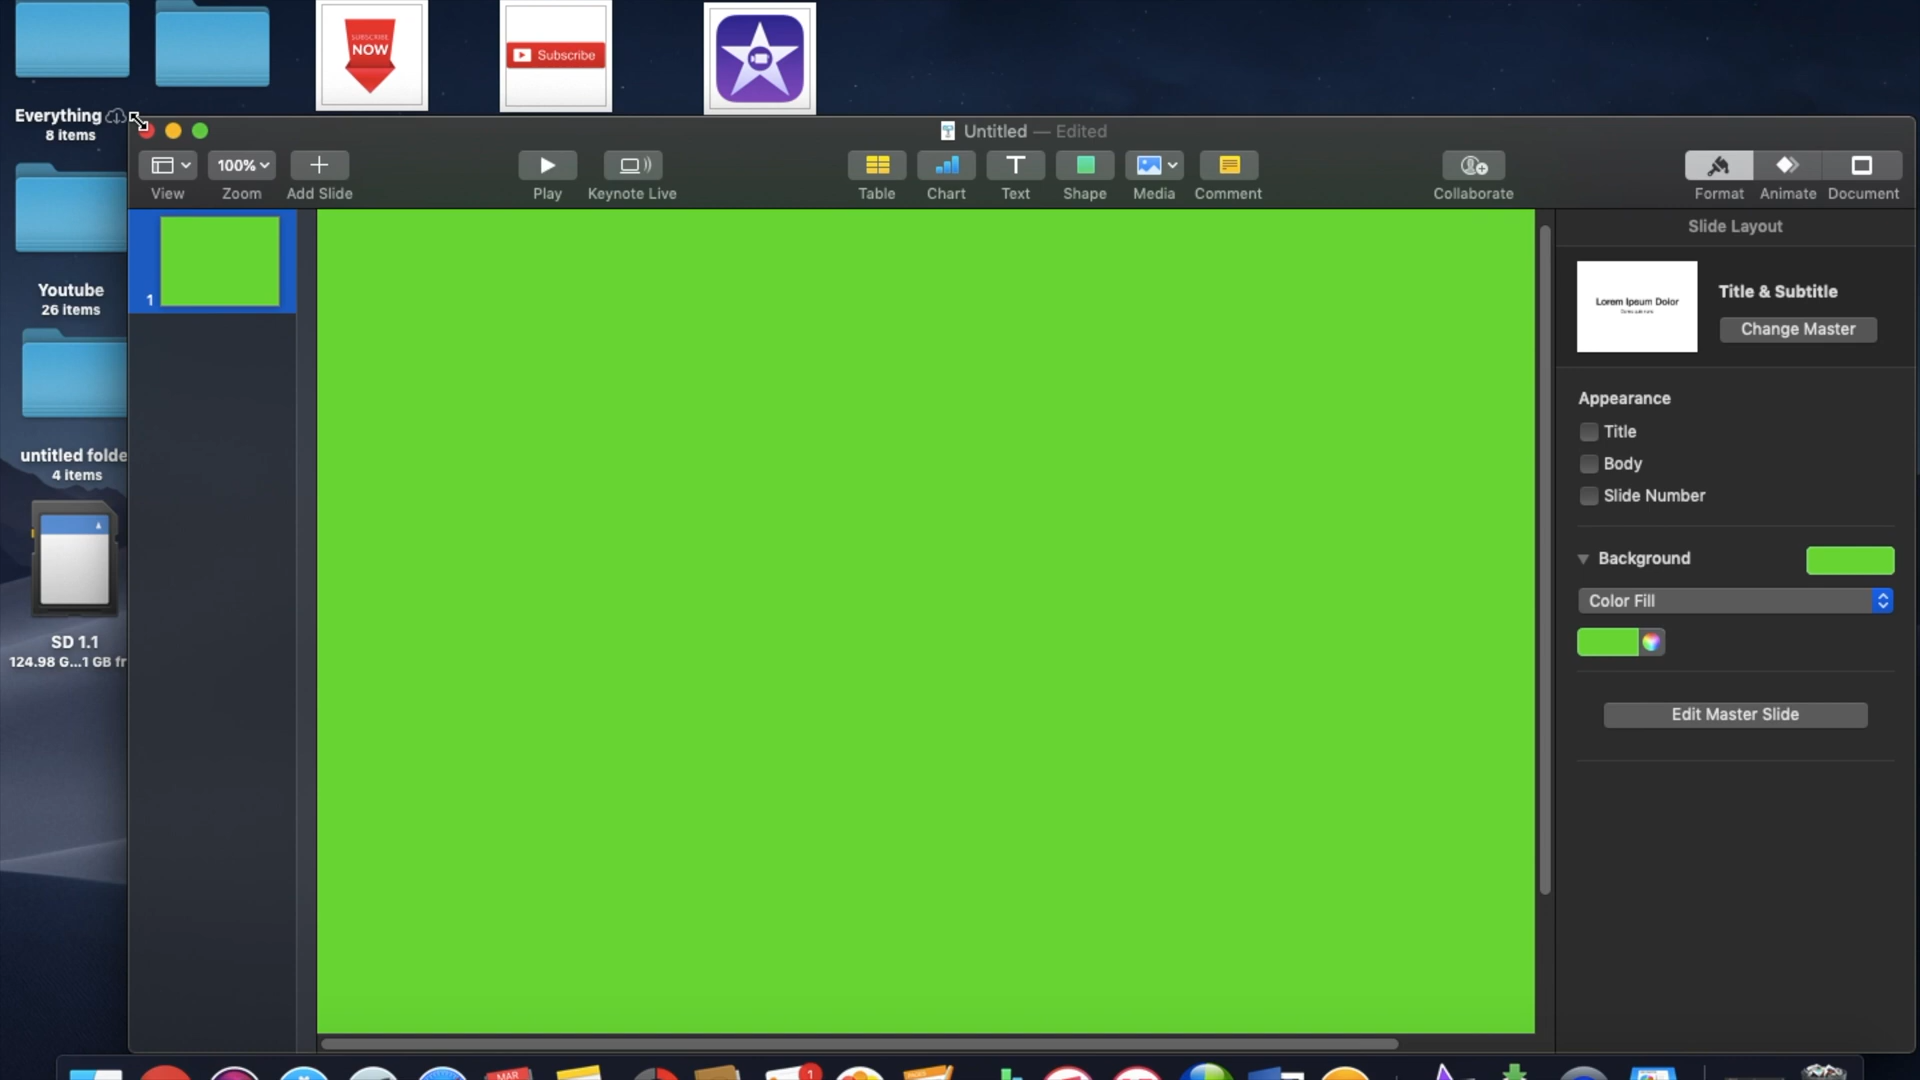 SUBSCRIBE
NOW
Subscribe
Everything
8 items
Untitled — Edited
100%
View
Zoom
Add Slide
Play
Keynote Live
Table
Chart
Text
Shape
Media
Comment
Collaborate
Format
Animate
Document
Youtube
26 items
untitled folde
4 items
SD 1.1
124.98 G...1 GB fr
1
Slide Layout
Lorem Ipsum Dolor
Title & Subtitle
Change Master
Appearance
Title
Body
Slide Number
Background
Color Fill
Edit Master Slide
MAR
1